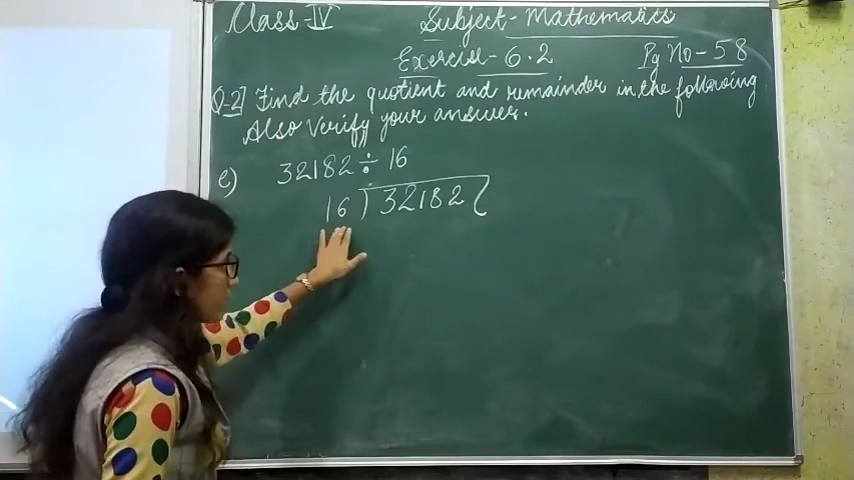 Class-IV Subject-Mathematics
Exercise-6.2 Pg No-58
Q-2] Find the quotient and remainder in the following
Also Verify your answer.
e) 32182 ÷ 16
16) 32182 (